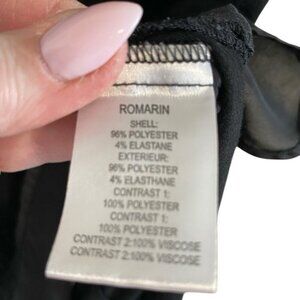 ROMARIN
SHELL:
96% POLYESTER
4% ELASTANE
EXTERIEUR:
96% POLYESTER
4% ELASTHANE
CONTRAST 1:
100% POLYESTER
CONTRAST 1:
100% POLYESTER
CONTRAST 2:100% VISCOSE
CONTRAST 2:100% VISCOSE